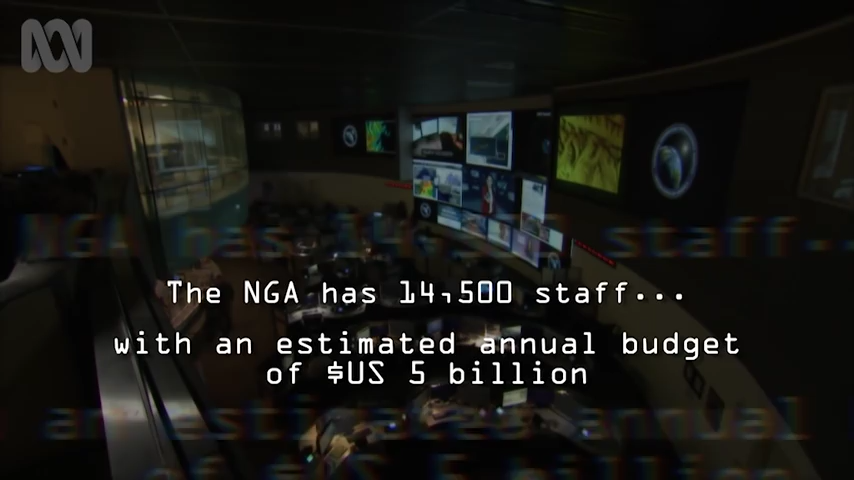 The NGA has 14,500 staff...
with an estimated annual budget
of $US 5 billion